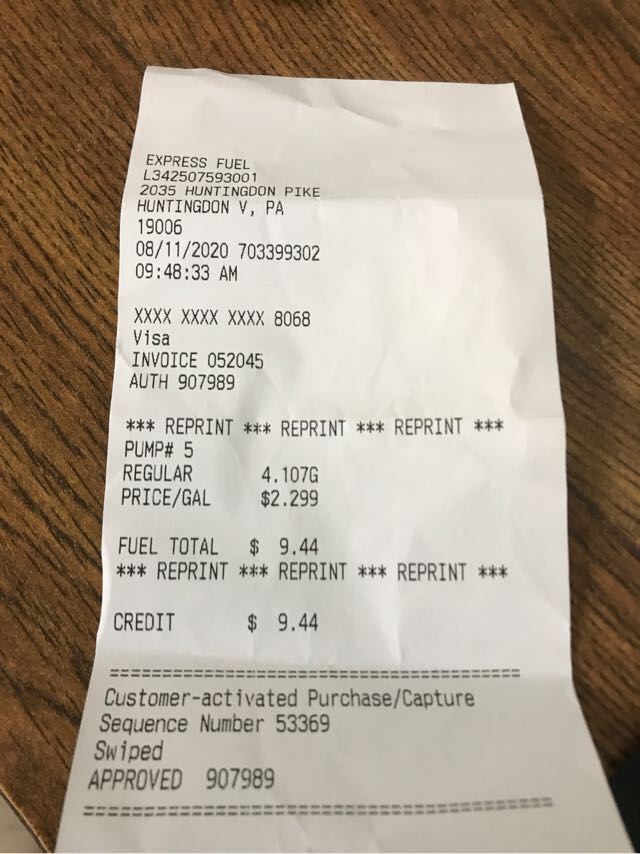 EXPRESS FUEL
L342507593001
2035 HUNTINGDON PIKE
HUNTINGDON V, PA
19006
08/11/2020 703399302
09:48:33 AM
XXXX XXXX XXXX 8068
Visa
INVOICE 052045
AUTH 907989
*** REPRINT *** REPRINT *** REPRINT ***
PUMP# 5
REGULAR 4.107G
PRICE/GAL $2.299
FUEL TOTAL $ 9.44
*** REPRINT *** REPRINT *** REPRINT ***
CREDIT $ 9.44
=======================================
Customer-activated Purchase/Capture
Sequence Number 53369
Swiped
APPROVED 907989
=======================================